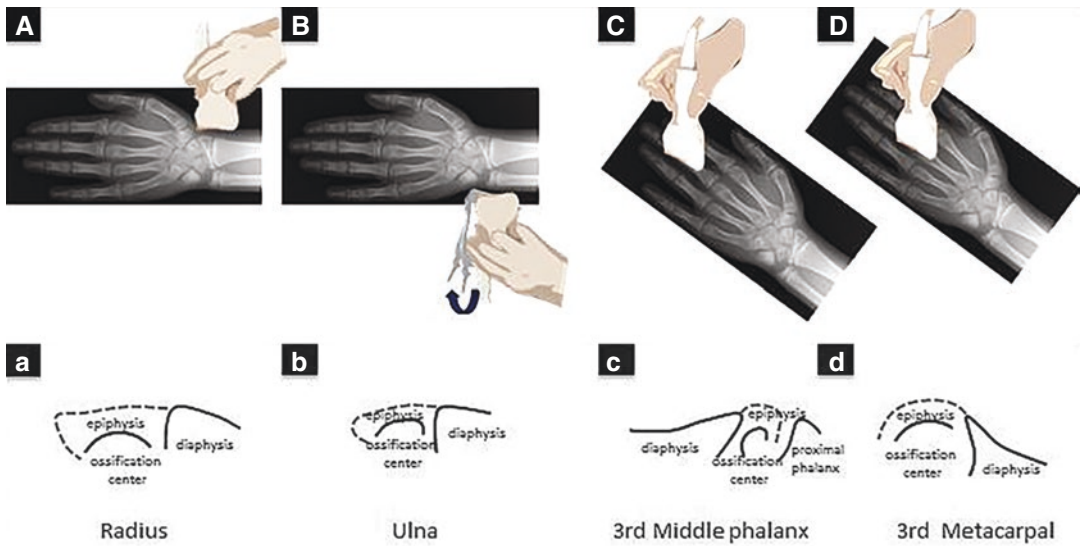 A
B
C
D
a
b
c
d
epiphysis
ossification
center
diaphysis
epiphysis
ossification
center
diaphysis
epiphysis
diaphysis
ossification
center
proximal
phalanx
epiphysis
ossification
center
diaphysis
Radius
Ulna
3rd Middle phalanx
3rd Metacarpal